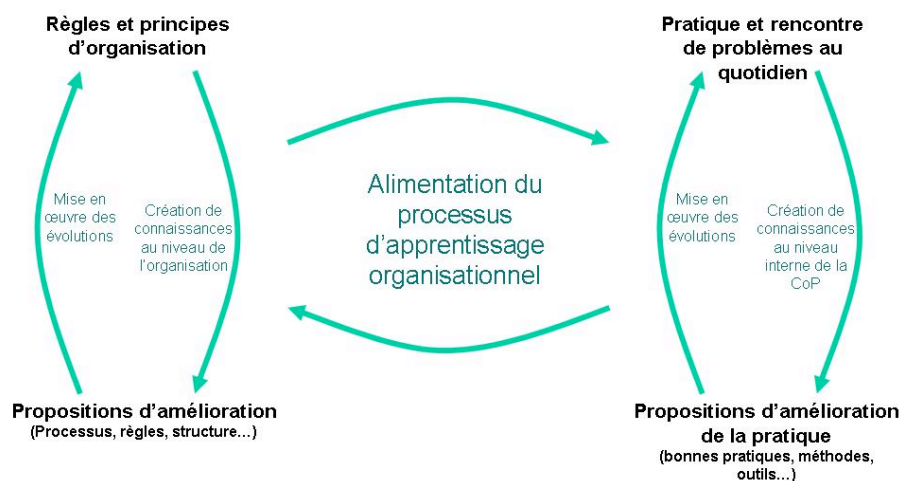 Règles et principes
d'organisation
Pratique et rencontre
de problèmes au
quotidien
Mise en
œuvre des
évolutions
Création de
connaissances
au niveau de
l'organisation
Alimentation du
processus
d'apprentissage
organisationnel
Mise en
œuvre des
évolutions
Création de
connaissances
au niveau
interne de la
CoP
Propositions d'amélioration
(Processus, règles, structure…)
Propositions d'amélioration
de la pratique
(bonnes pratiques, méthodes,
outils…)